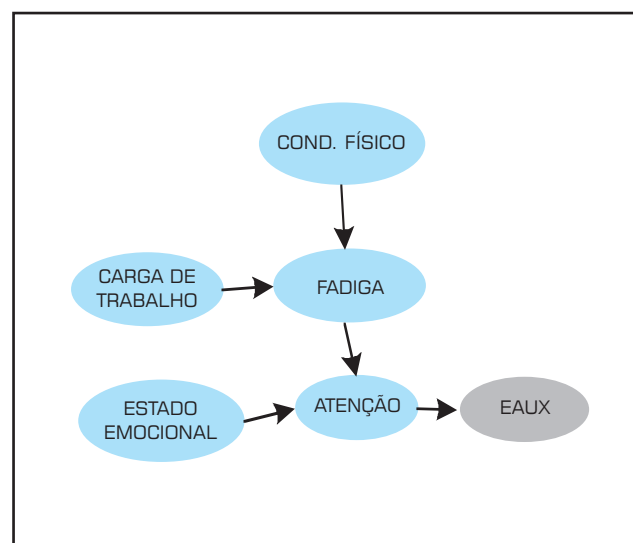 COND. FÍSICO
CARGA DE
TRABALHO
FADIGA
ESTADO
EMOCIONAL
ATENÇÃO
EAUX